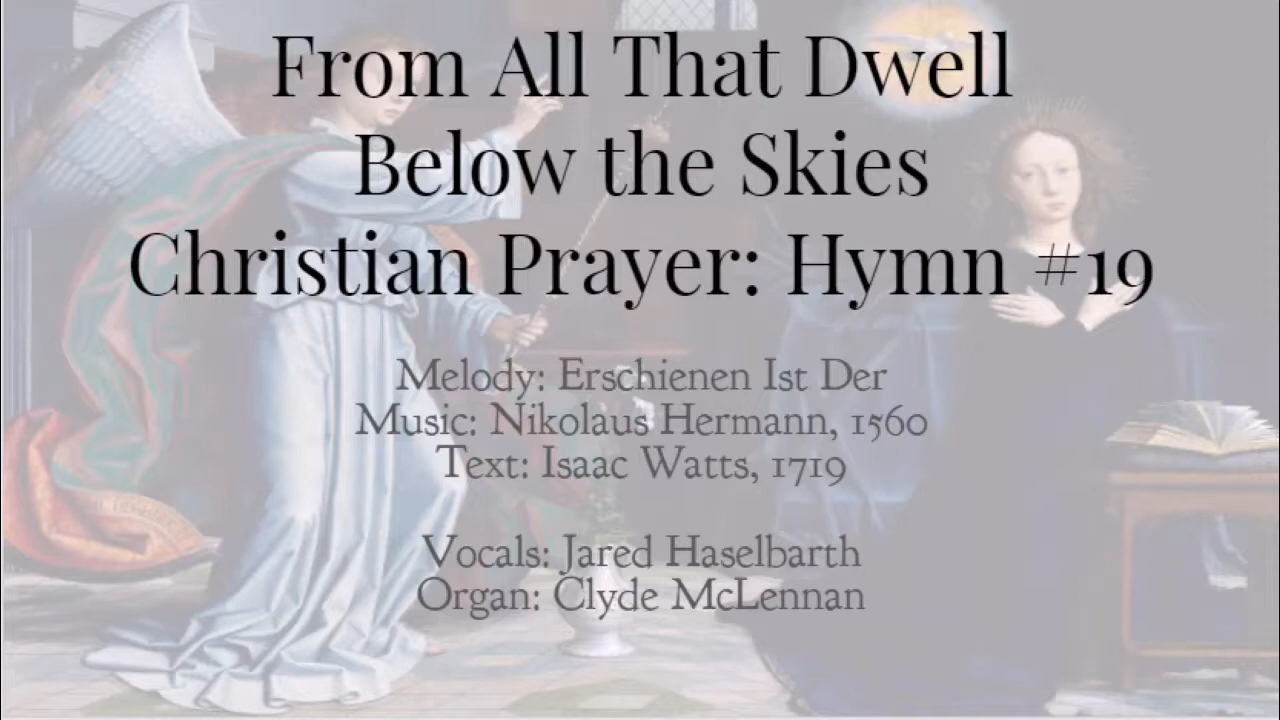 From All That Dwell
Below the Skies
Christian Prayer: Hymn #19
Melody: Erschienen Ist Der
Music: Nikolaus Hermann, 1560
Text: Isaac Watts, 1719
Vocals: Jared Haselbarth
Organ: Clyde McLennan